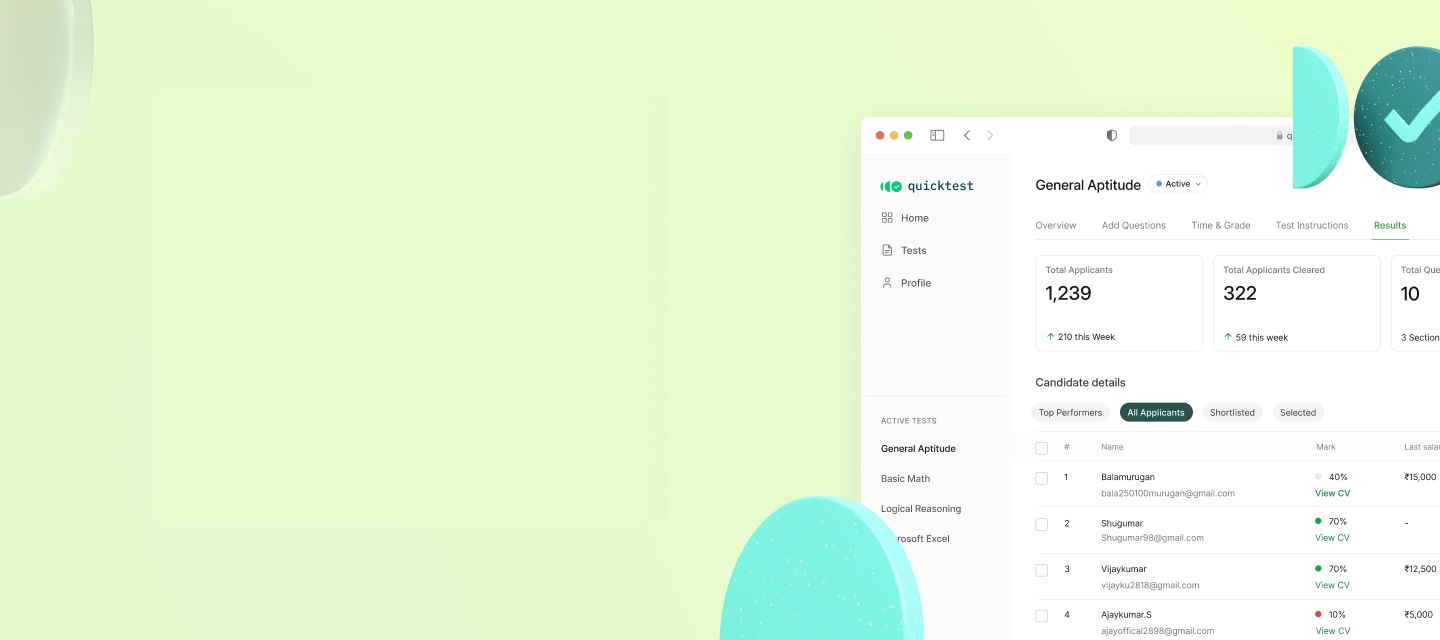 quicktest
Home
Tests
Profile
ACTIVE TESTS
General Aptitude
Basic Math
Logical Reasoning
rosoft Excel
q
General Aptitude Active
Overview Add Questions Time & Grade Test Instructions Results
Total Applicants Total Applicants Cleared Total Que
1,239 322 10
210 this Week 59 this week 3 Section
Candidate details
Top Performers All Applicants Shortlisted Selected
# Name Mark Last salar
1 Balamurugan 40% ₹15,000
bala250100murugan@gmail.com View CV
2 Shugumar 70% -
Shugumar98@gmail.com View CV
3 Vijaykumar 70% ₹12,500
vijayku2818@gmail.com View CV
4 Ajaykumar.S 10% ₹5,000
ajayoffical2898@gmail.com View CV